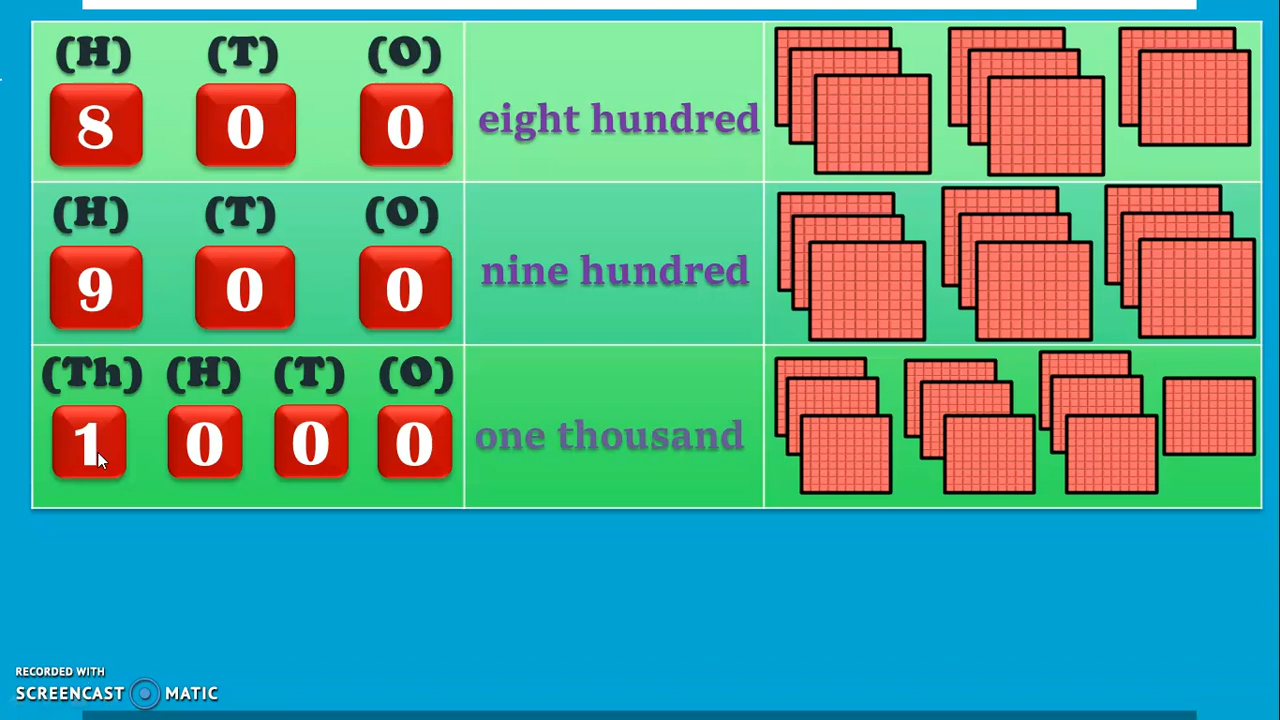 (H) (T) (O)
8 0 0
eight hundred
(H) (T) (O)
9 0 0
nine hundred
(Th) (H) (T) (O)
1 0 0 0
one thousand
RECORDED WITH
SCREENCAST MATIC